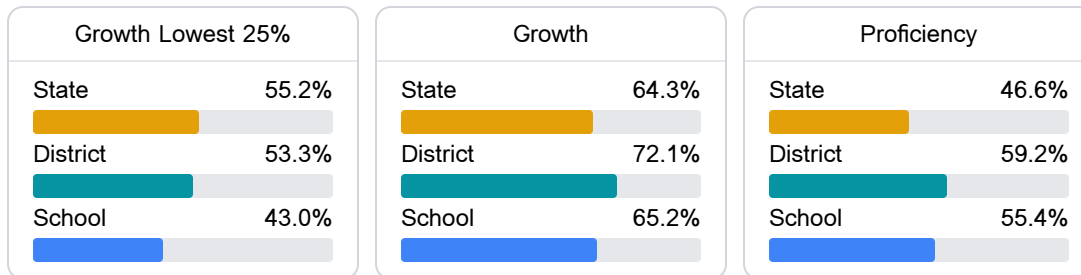 Growth Lowest 25%
State 55.2%
District 53.3%
School 43.0%
Growth
State 64.3%
District 72.1%
School 65.2%
Proficiency
State 46.6%
District 59.2%
School 55.4%